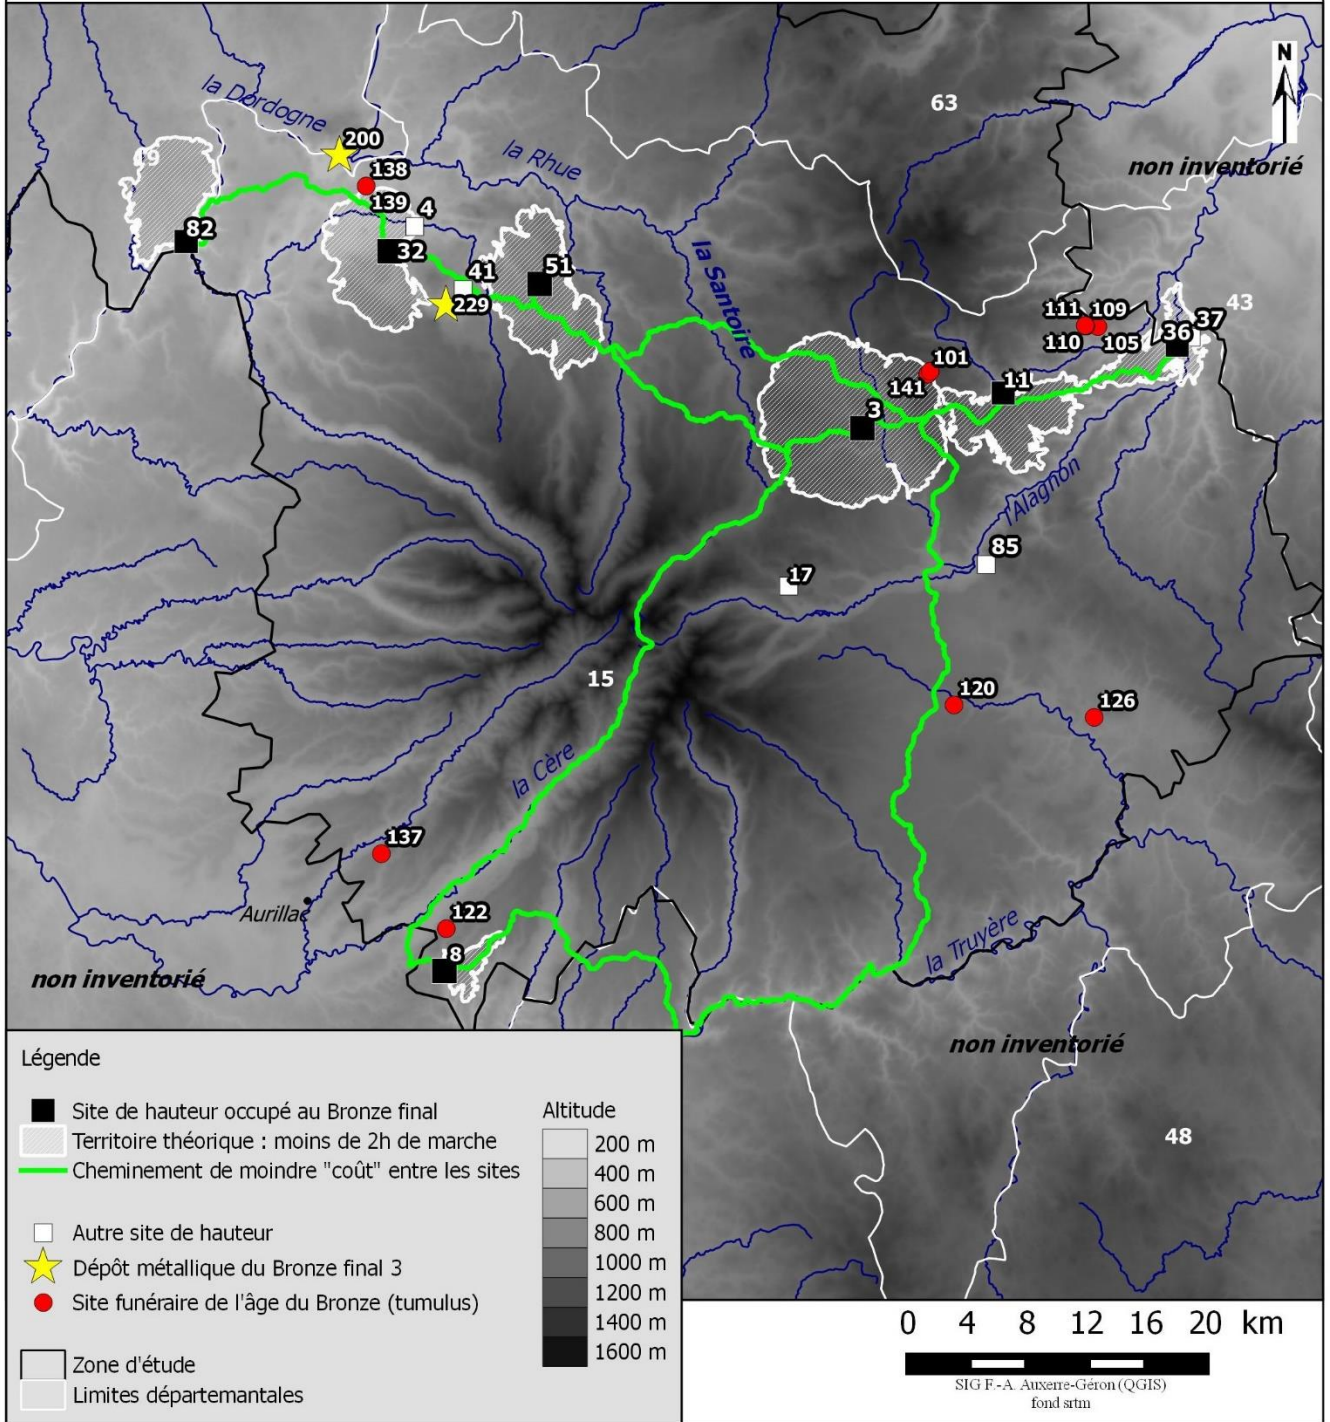 N
63
non inventorié
la Dordogne
200
la Rhue
138
139
4
82
32
41
51
229
la Santoire
43
111
109
110
105
37
36
101
141
11
3
l'Alagnon
85
17
15
120
126
la Cère
137
Aurillac
122
8
la Truyère
non inventorié
non inventorié
48
Légende
Site de hauteur occupé au Bronze final
Territoire théorique : moins de 2h de marche
Cheminement de moindre "coût" entre les sites
Autre site de hauteur
Dépôt métallique du Bronze final 3
Site funéraire de l'âge du Bronze (tumulus)
Zone d'étude
Limites départemantales
Altitude
200 m
400 m
600 m
800 m
1000 m
1200 m
1400 m
1600 m
0 4 8 12 16 20 km
SIG F.-A. Auxerre-Géron (QGIS)
fond srtm